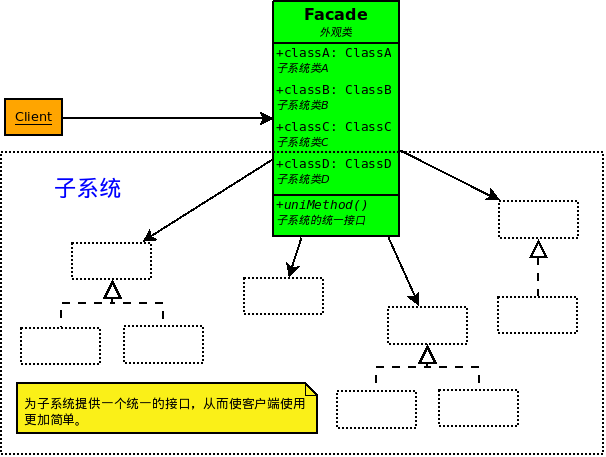 Facade
外观类
+classA: ClassA
子系统类A
+classB: ClassB
子系统类B
+classC: ClassC
子系统类C
+classD: ClassD
子系统类D
+uniMethod()
子系统的统一接口
Client
子系统
为子系统提供一个统一的接口，从而使客户端使用
更加简单。